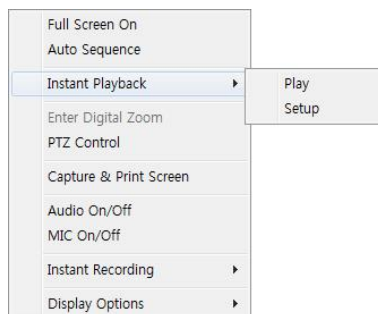 Full Screen On
Auto Sequence
Instant Playback
Play
Setup
Enter Digital Zoom
PTZ Control
Capture & Print Screen
Audio On/Off
MIC On/Off
Instant Recording
Display Options